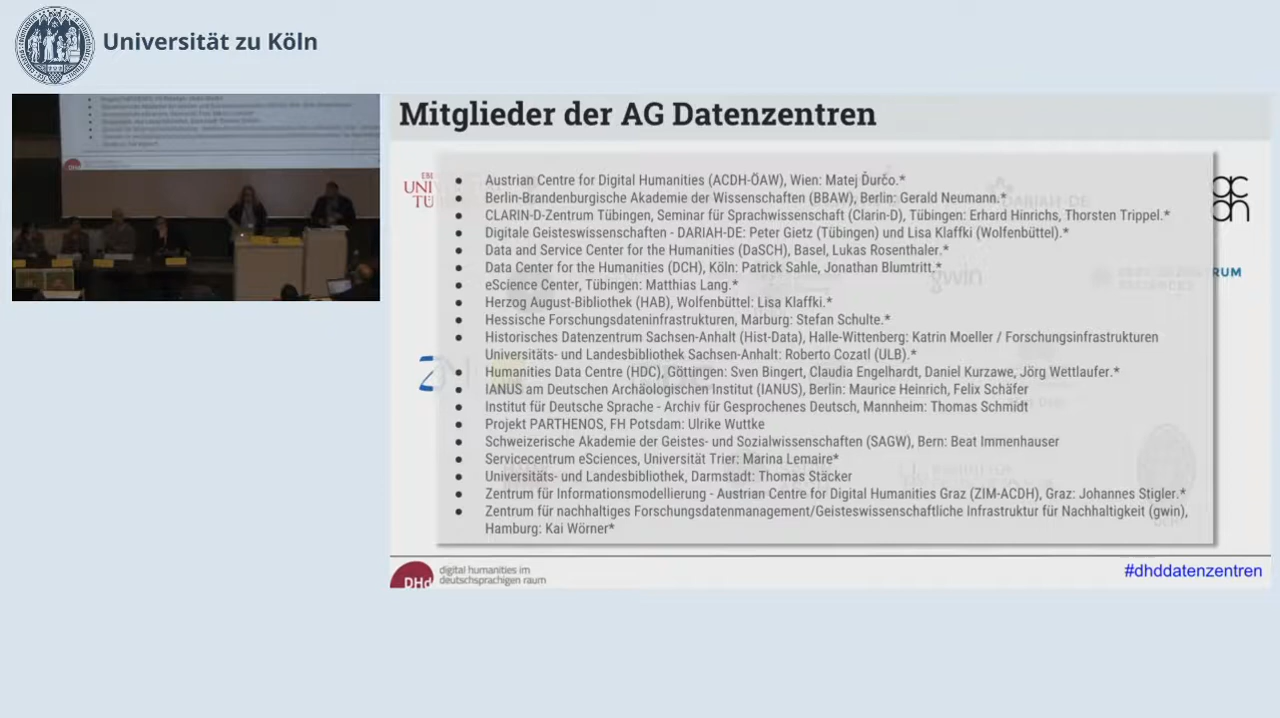 Universität zu Köln
Mitglieder der AG Datenzentren
● Austrian Centre for Digital Humanities (ACDH-ÖAW), Wien: Matej Ďurčo.*
● Berlin-Brandenburgische Akademie der Wissenschaften (BBAW), Berlin: Gerald Neumann.*
● CLARIN-D-Zentrum Tübingen, Seminar für Sprachwissenschaft (Clarin-D), Tübingen: Erhard Hinrichs, Thorsten Trippel.*
● Digitale Geisteswissenschaften - DARIAH-DE: Peter Gietz (Tübingen) und Lisa Klaffki (Wolfenbüttel).*
● Data and Service Center for the Humanities (DaSCH), Basel, Lukas Rosenthaler.*
● Data Center for the Humanities (DCH), Köln: Patrick Sahle, Jonathan Blumtritt.*
● eScience Center, Tübingen: Matthias Lang.*
● Herzog August-Bibliothek (HAB), Wolfenbüttel: Lisa Klaffki.*
● Hessische Forschungsdateninfrastrukturen, Marburg: Stefan Schulte.*
● Historisches Datenzentrum Sachsen-Anhalt (Hist-Data), Halle-Wittenberg: Katrin Moeller / Forschungsinfrastrukturen
Universitäts- und Landesbibliothek Sachsen-Anhalt: Roberto Cozatl (ULB).*
● Humanities Data Centre (HDC), Göttingen: Sven Bingert, Claudia Engelhardt, Daniel Kurzawe, Jörg Wettlaufer.*
● IANUS am Deutschen Archäologischen Institut (IANUS), Berlin: Maurice Heinrich, Felix Schäfer
● Institut für Deutsche Sprache - Archiv für Gesprochenes Deutsch, Mannheim: Thomas Schmidt
● Projekt PARTHENOS, FH Potsdam: Ulrike Wuttke
● Schweizerische Akademie der Geistes- und Sozialwissenschaften (SAGW), Bern: Beat Immenhauser
● Servicecentrum eSciences, Universität Trier: Marina Lemaire*
● Universitäts- und Landesbibliothek, Darmstadt: Thomas Stäcker
● Zentrum für Informationsmodellierung - Austrian Centre for Digital Humanities Graz (ZIM-ACDH), Graz: Johannes Stigler.*
● Zentrum für nachhaltiges Forschungsdatenmanagement/Geisteswissenschaftliche Infrastruktur für Nachhaltigkeit (gwin),
Hamburg: Kai Wörner*
DHd
digital humanities im
deutschsprachigen raum
#dhddatenzentren